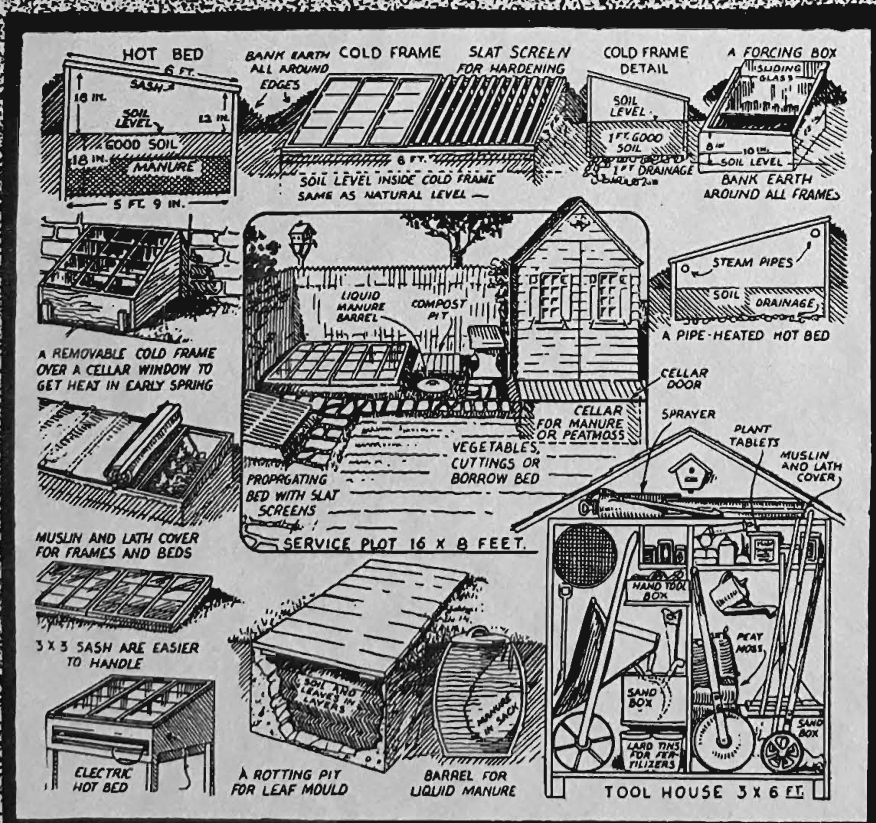 HOT BED
6 FT.
SASH
18 IN.
12 IN.
SOIL
LEVEL
GOOD SOIL
18 IN.
MANURE
5 FT. 9 IN.
BANK EARTH
ALL AROUND
EDGES
COLD FRAME
SLAT SCREEN
FOR HARDENING
6 FT.
SOIL LEVEL INSIDE COLD FRAME
SAME AS NATURAL LEVEL
COLD FRAME
DETAIL
SOIL
LEVEL
1 FT. GOOD
SOIL
1 FT DRAINAGE
A FORCING BOX
SLIDING
GLASS
8 IN
10 IN.
SOIL LEVEL
BANK EARTH
AROUND ALL FRAMES
A REMOVABLE COLD FRAME
OVER A CELLAR WINDOW TO
GET HEAT IN EARLY SPRING
LIQUID
MANURE
BARREL
COMPOST
PIT
CELLAR
DOOR
CELLAR
FOR MANURE
OR PEATMOSS
VEGETABLES,
CUTTINGS OR
BORROW BED
PROPAGATING
BED WITH SLAT
SCREENS
SERVICE PLOT 16 X 8 FEET.
STEAM PIPES
SOIL
DRAINAGE
A PIPE-HEATED HOT BED
MUSLIN AND LATH COVER
FOR FRAMES AND BEDS
3 X 3 SASH ARE EASIER
TO HANDLE
ELECTRIC
HOT BED
SOIL AND
LEAVES IN
LAYERS
A ROTTING PIT
FOR LEAF MOULD
MANURE
IN SACK
BARREL FOR
LIQUID MANURE
SPRAYER
PLANT
TABLETS
MUSLIN
AND LATH
COVER
HAND TOOL
BOX
PEAT
MOSS
SAND
BOX
LARD TINS
FOR FER-
TILIZERS
SAND
BOX
TOOL HOUSE 3 X 6 FT.